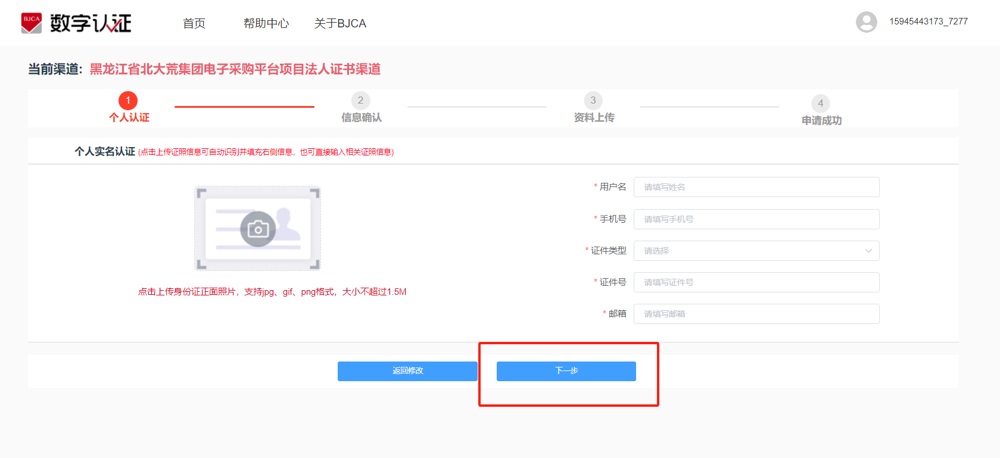 BJCA 数字认证 首页 帮助中心 关于BJCA 15945443173_7277
当前渠道: 黑龙江省北大荒集团电子采购平台项目法人证书渠道
1 2 3 4
个人认证 信息确认 资料上传 申请成功
个人实名认证 (点击上传证照信息可自动识别并填充右侧信息，也可直接输入相关证照信息)
* 用户名 请填写姓名
* 手机号 请填写手机号
* 证件类型 请选择
* 证件号 请填写证件号
点击上传身份证正面照片，支持jpg、gif、png格式，大小不超过1.5M
* 邮箱 请填写邮箱
返回修改 下一步